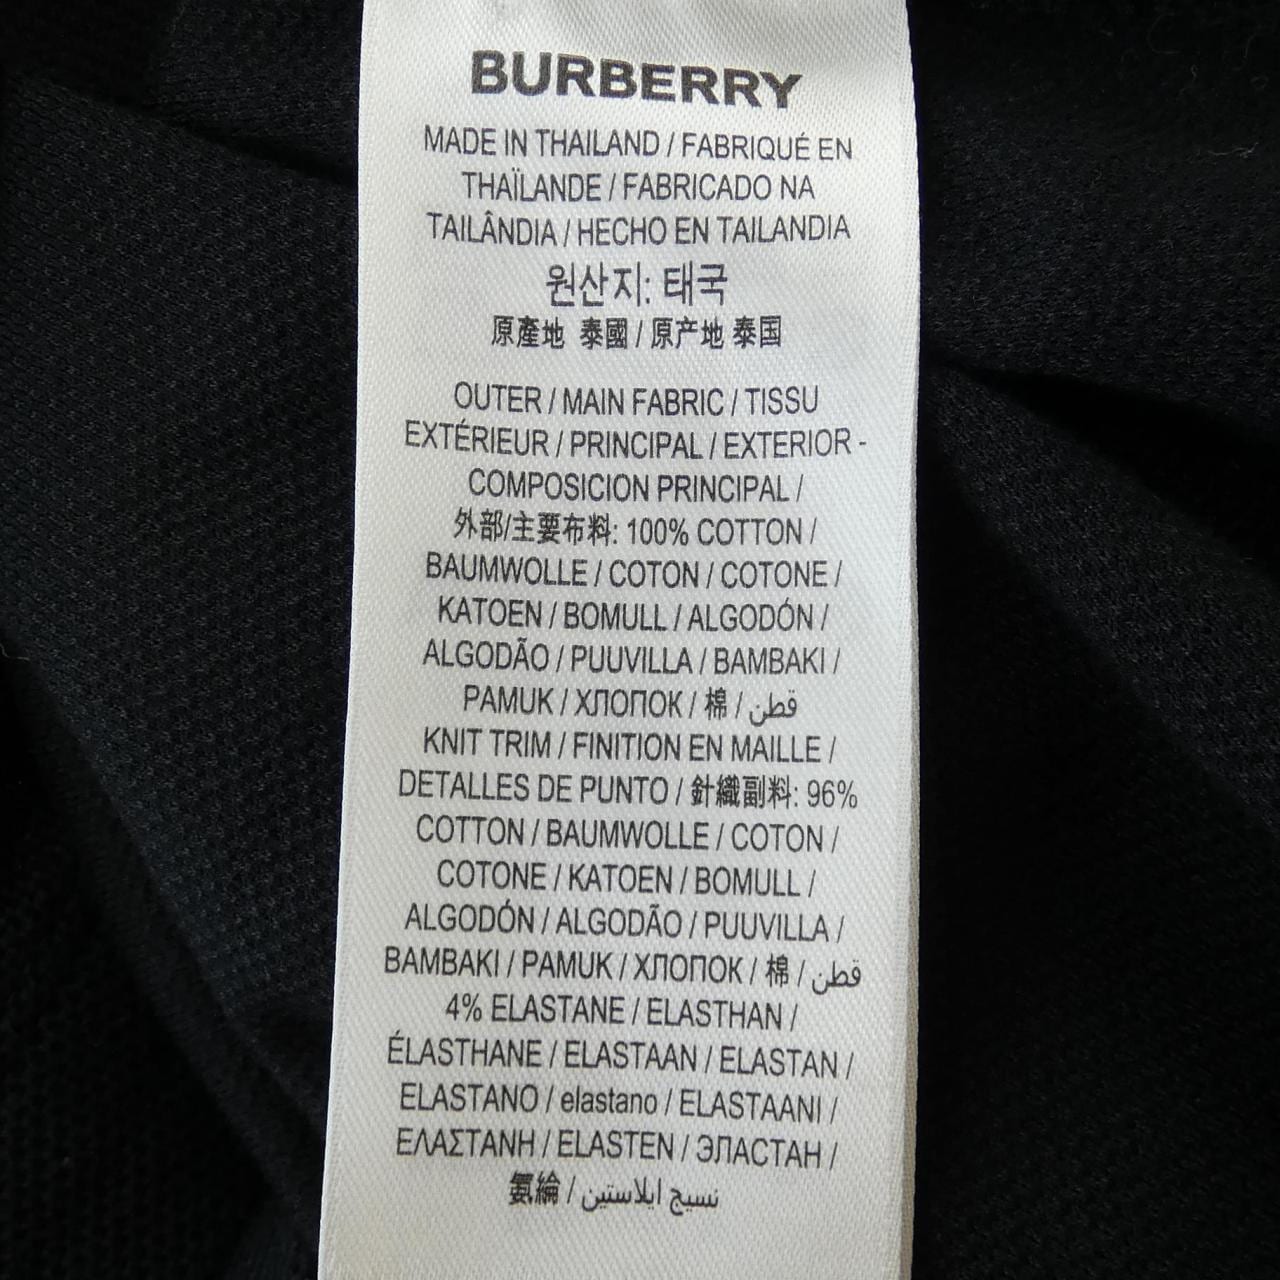 BURBERRY
MADE IN THAILAND / FABRIQUÉ EN
THAÏLANDE / FABRICADO NA
TAILÂNDIA / HECHO EN TAILANDIA
원산지: 태국
原產地 泰國 / 原产地 泰国
OUTER / MAIN FABRIC / TISSU
EXTÉRIEUR / PRINCIPAL / EXTERIOR -
COMPOSICION PRINCIPAL /
外部/主要布料: 100% COTTON /
BAUMWOLLE / COTON / COTONE /
KATOEN / BOMULL / ALGODÓN /
ALGODÃO / PUUVILLA / BAMBAKI /
PAMUK / ХЛОПОК / 棉 / قطن
KNIT TRIM / FINITION EN MAILLE /
DETALLES DE PUNTO / 針織副料: 96%
COTTON / BAUMWOLLE / COTON /
COTONE / KATOEN / BOMULL /
ALGODÓN / ALGODÃO / PUUVILLA /
BAMBAKI / PAMUK / ХЛОПОК / 棉 / قطن
4% ELASTANE / ELASTHAN /
ÉLASTHANE / ELASTAAN / ELASTAN /
ELASTANO / elastano / ELASTAANI /
ΕΛΑΣΤΑΝΗ / ELASTEN / ЭЛАСТАН /
氨綸 / نسيج ايلاستين